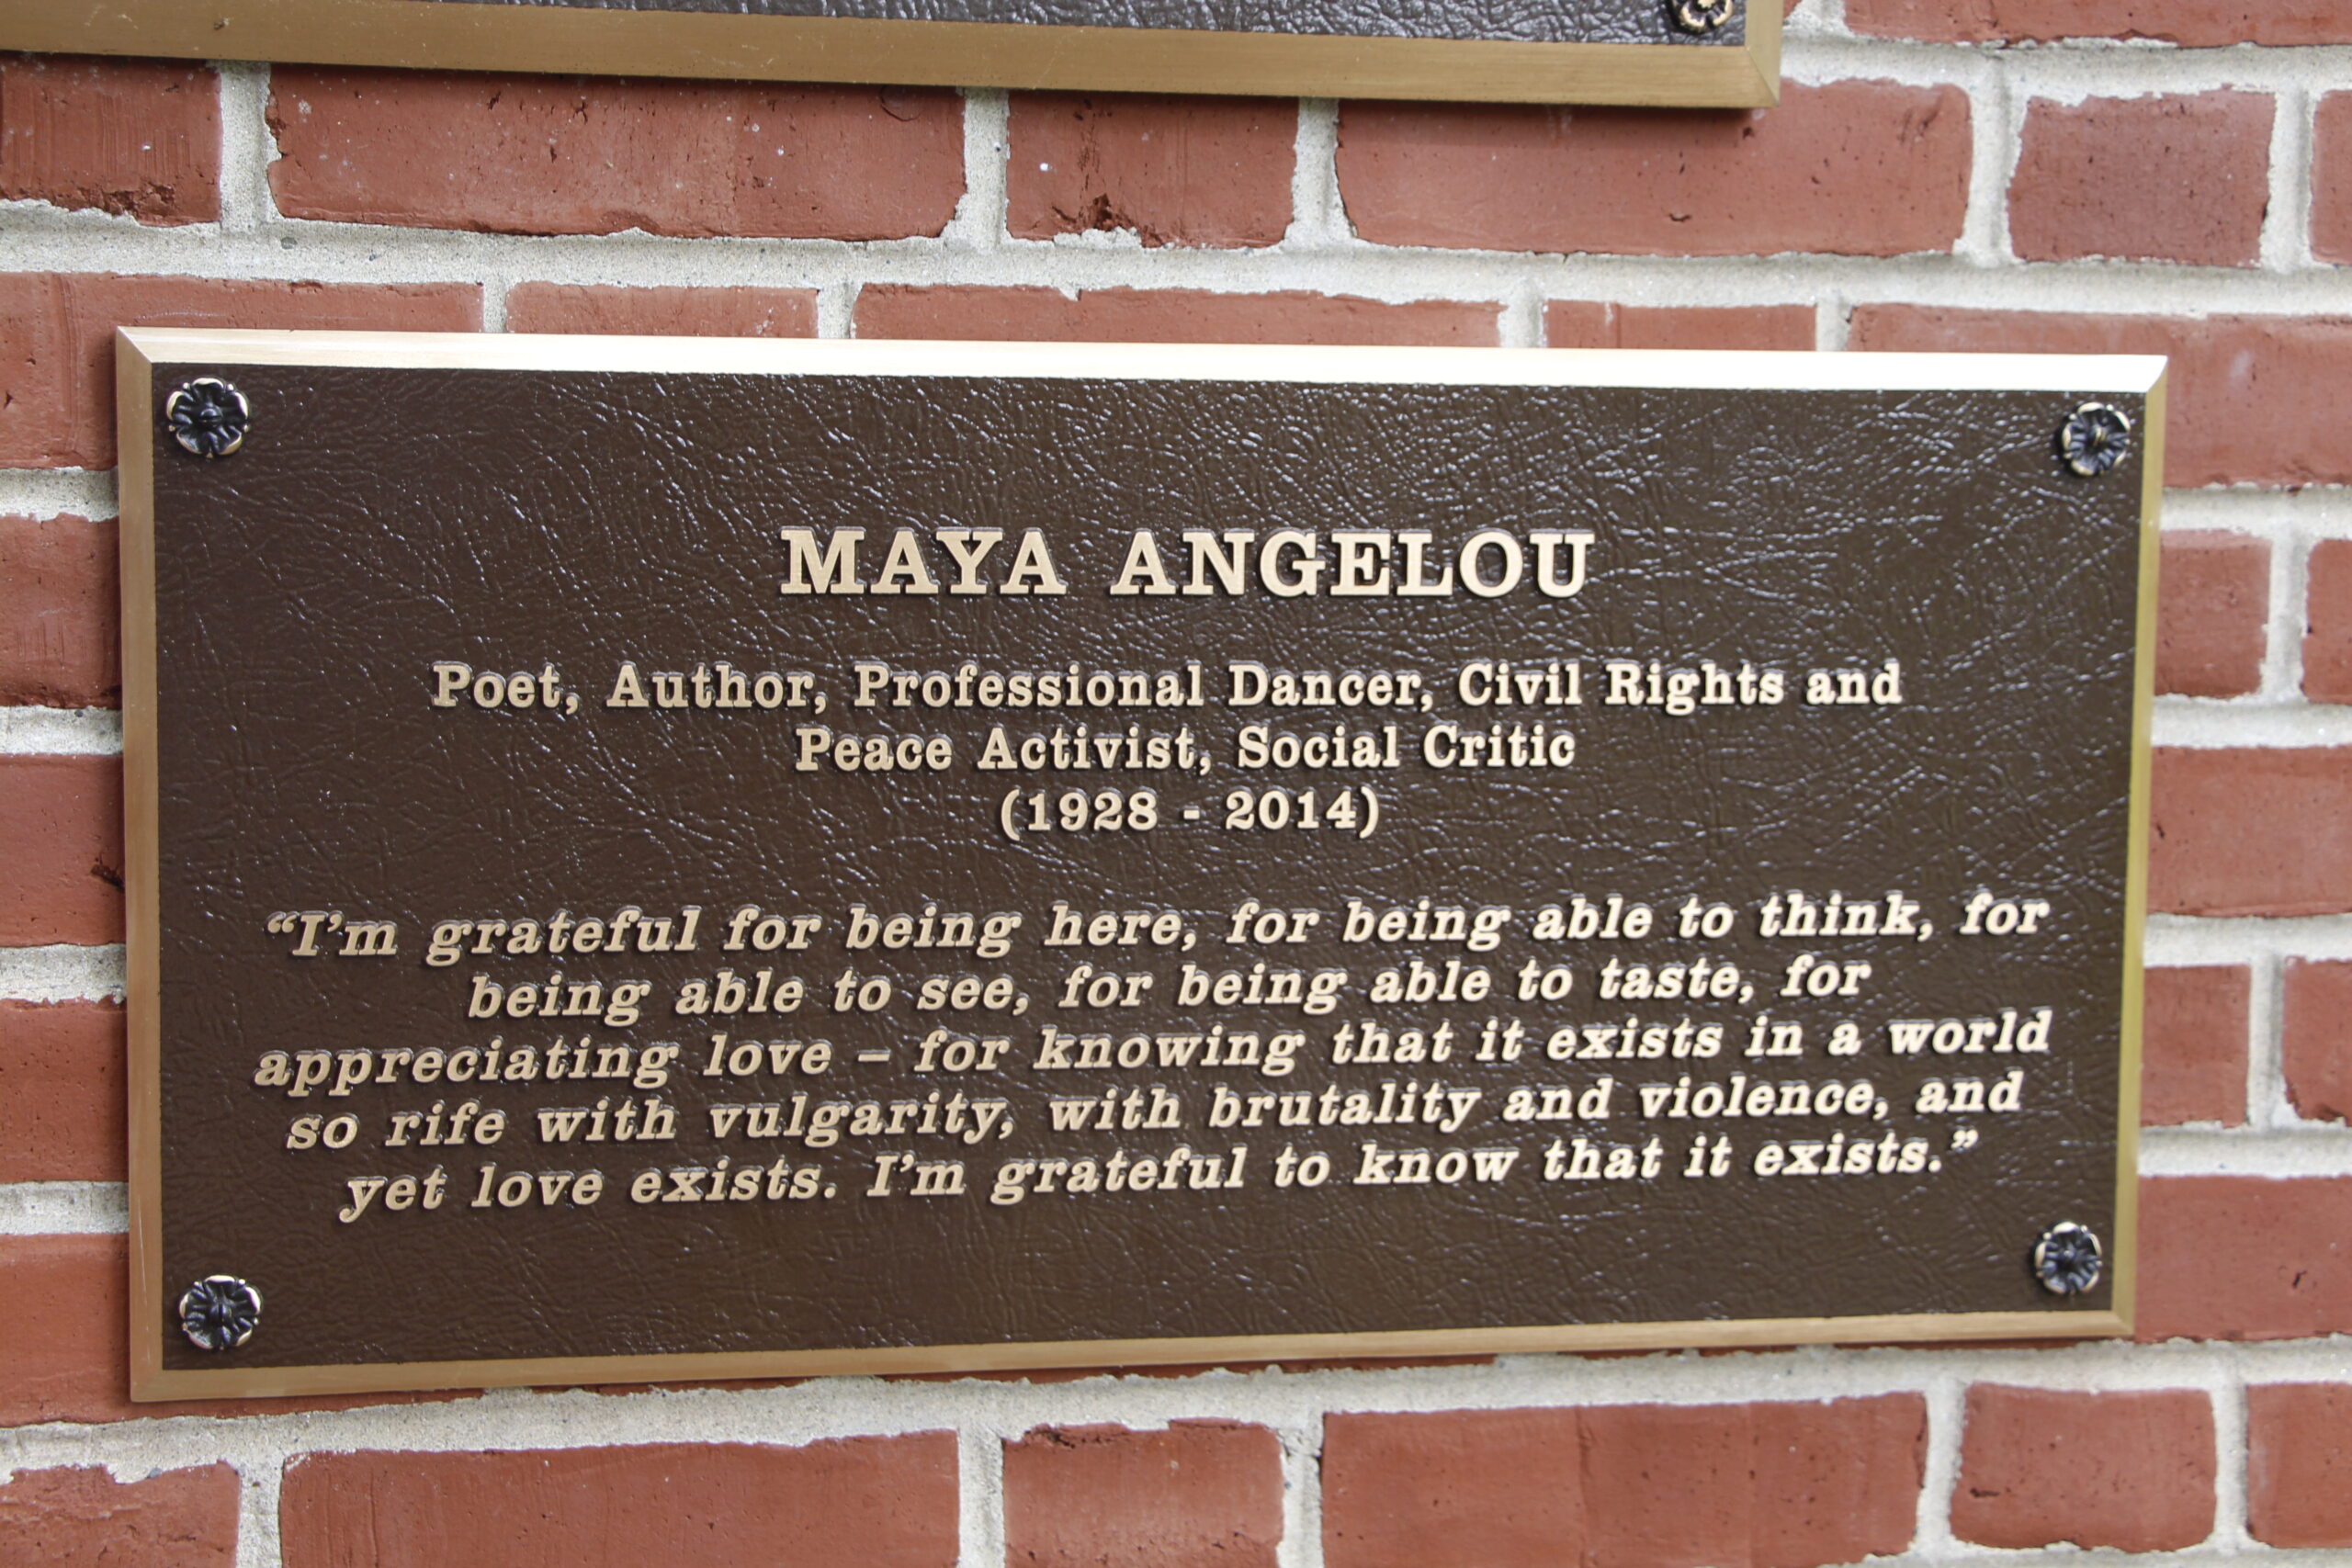 MAYA ANGELOU
Poet, Author, Professional Dancer, Civil Rights and
Peace Activist, Social Critic
(1928 - 2014)
“I’m grateful for being here, for being able to think, for
being able to see, for being able to taste, for
appreciating love – for knowing that it exists in a world
so rife with vulgarity, with brutality and violence, and
yet love exists. I’m grateful to know that it exists.”